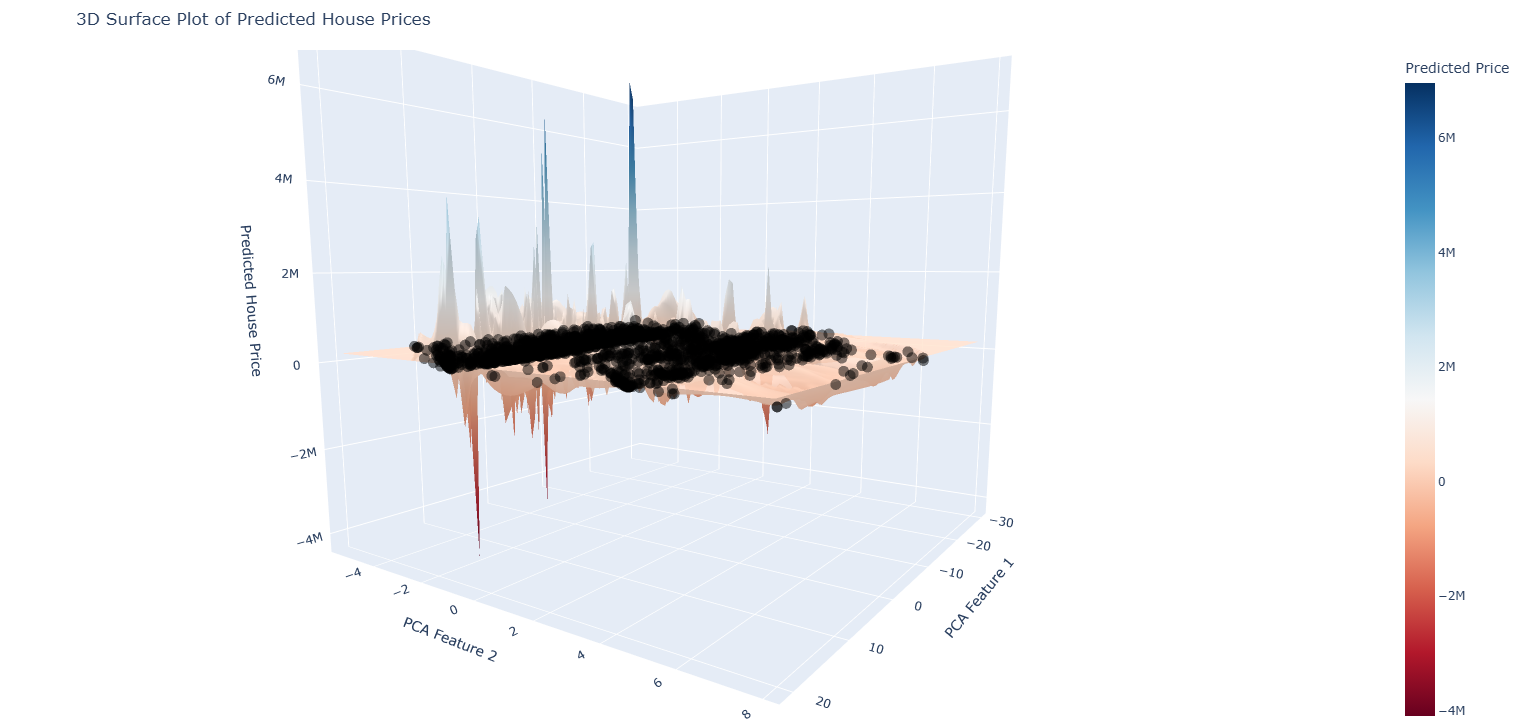 3D Surface Plot of Predicted House Prices
Predicted Price
6M
4M
2M
0
−2M
−4M
Predicted House Price
6M
4M
2M
0
−2M
−4M
−4
−2
0
2
4
6
8
PCA Feature 2
−30
−20
−10
0
10
20
PCA Feature 1